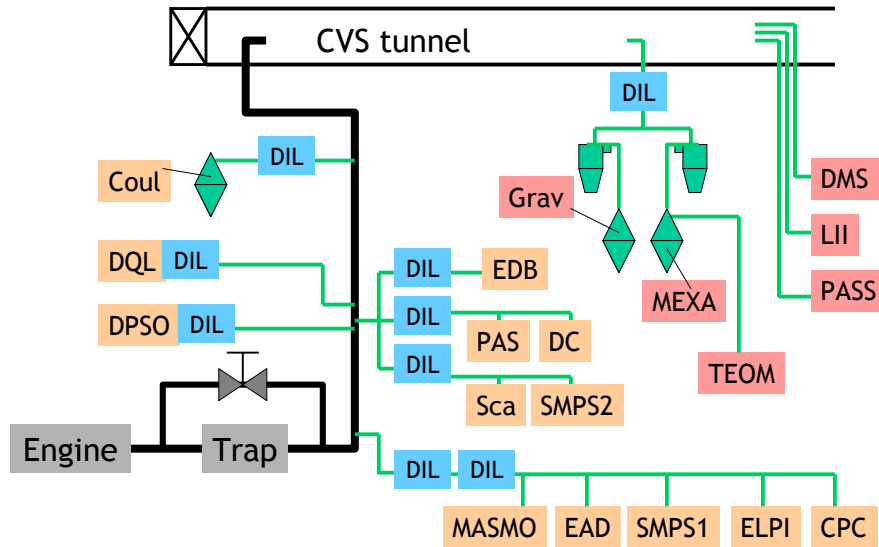 CVS tunnel
DIL
DIL
Coul
DMS
Grav
LII
DQL
DIL
DIL
EDB
MEXA
PASS
DPSO
DIL
DIL
PAS
DC
DIL
TEOM
Sca
SMPS2
Engine
Trap
DIL
DIL
MASMO
EAD
SMPS1
ELPI
CPC